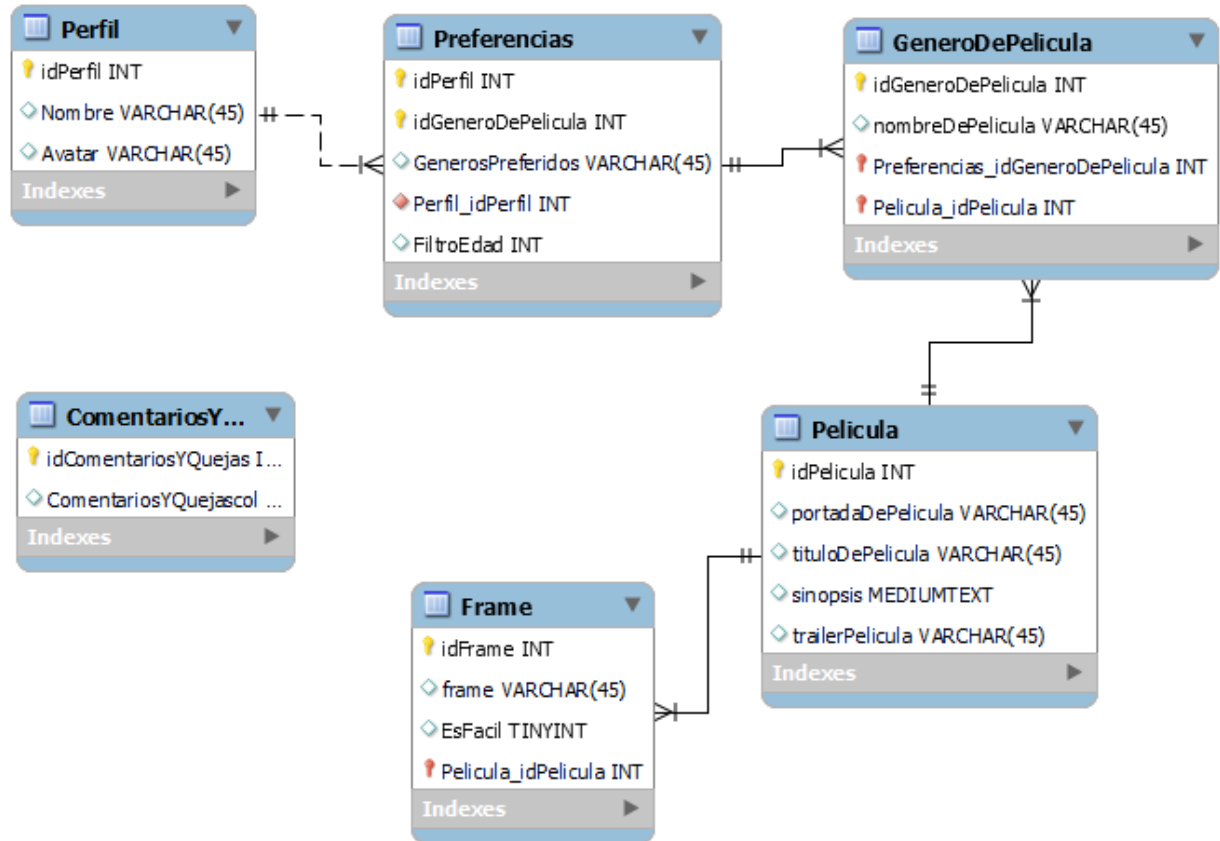 Perfil
idPerfil INT
Nombre VARCHAR(45)
Avatar VARCHAR(45)
Indexes
Preferencias
idPerfil INT
idGeneroDePelicula INT
GenerosPreferidos VARCHAR(45)
Perfil_idPerfil INT
FiltroEdad INT
Indexes
GeneroDePelicula
idGeneroDePelicula INT
nombreDePelicula VARCHAR(45)
Preferencias_idGeneroDePelicula INT
Pelicula_idPelicula INT
Indexes
ComentariosY...
idComentariosYQuejas I...
ComentariosYQuejascol ...
Indexes
Pelicula
idPelicula INT
portadaDePelicula VARCHAR(45)
tituloDePelicula VARCHAR(45)
sinopsis MEDIUMTEXT
trailerPelicula VARCHAR(45)
Indexes
Frame
idFrame INT
frame VARCHAR(45)
EsFacil TINYINT
Pelicula_idPelicula INT
Indexes